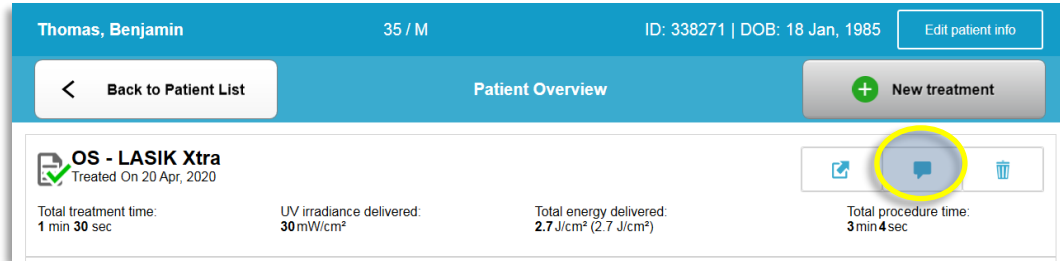 Thomas, Benjamin 35 / M ID: 338271 | DOB: 18 Jan, 1985 Edit patient info
Back to Patient List Patient Overview New treatment
OS - LASIK Xtra
Treated On 20 Apr, 2020
Total treatment time: UV irradiance delivered: Total energy delivered: Total procedure time:
1 min 30 sec 30 mW/cm² 2.7 J/cm² (2.7 J/cm²) 3 min 4 sec